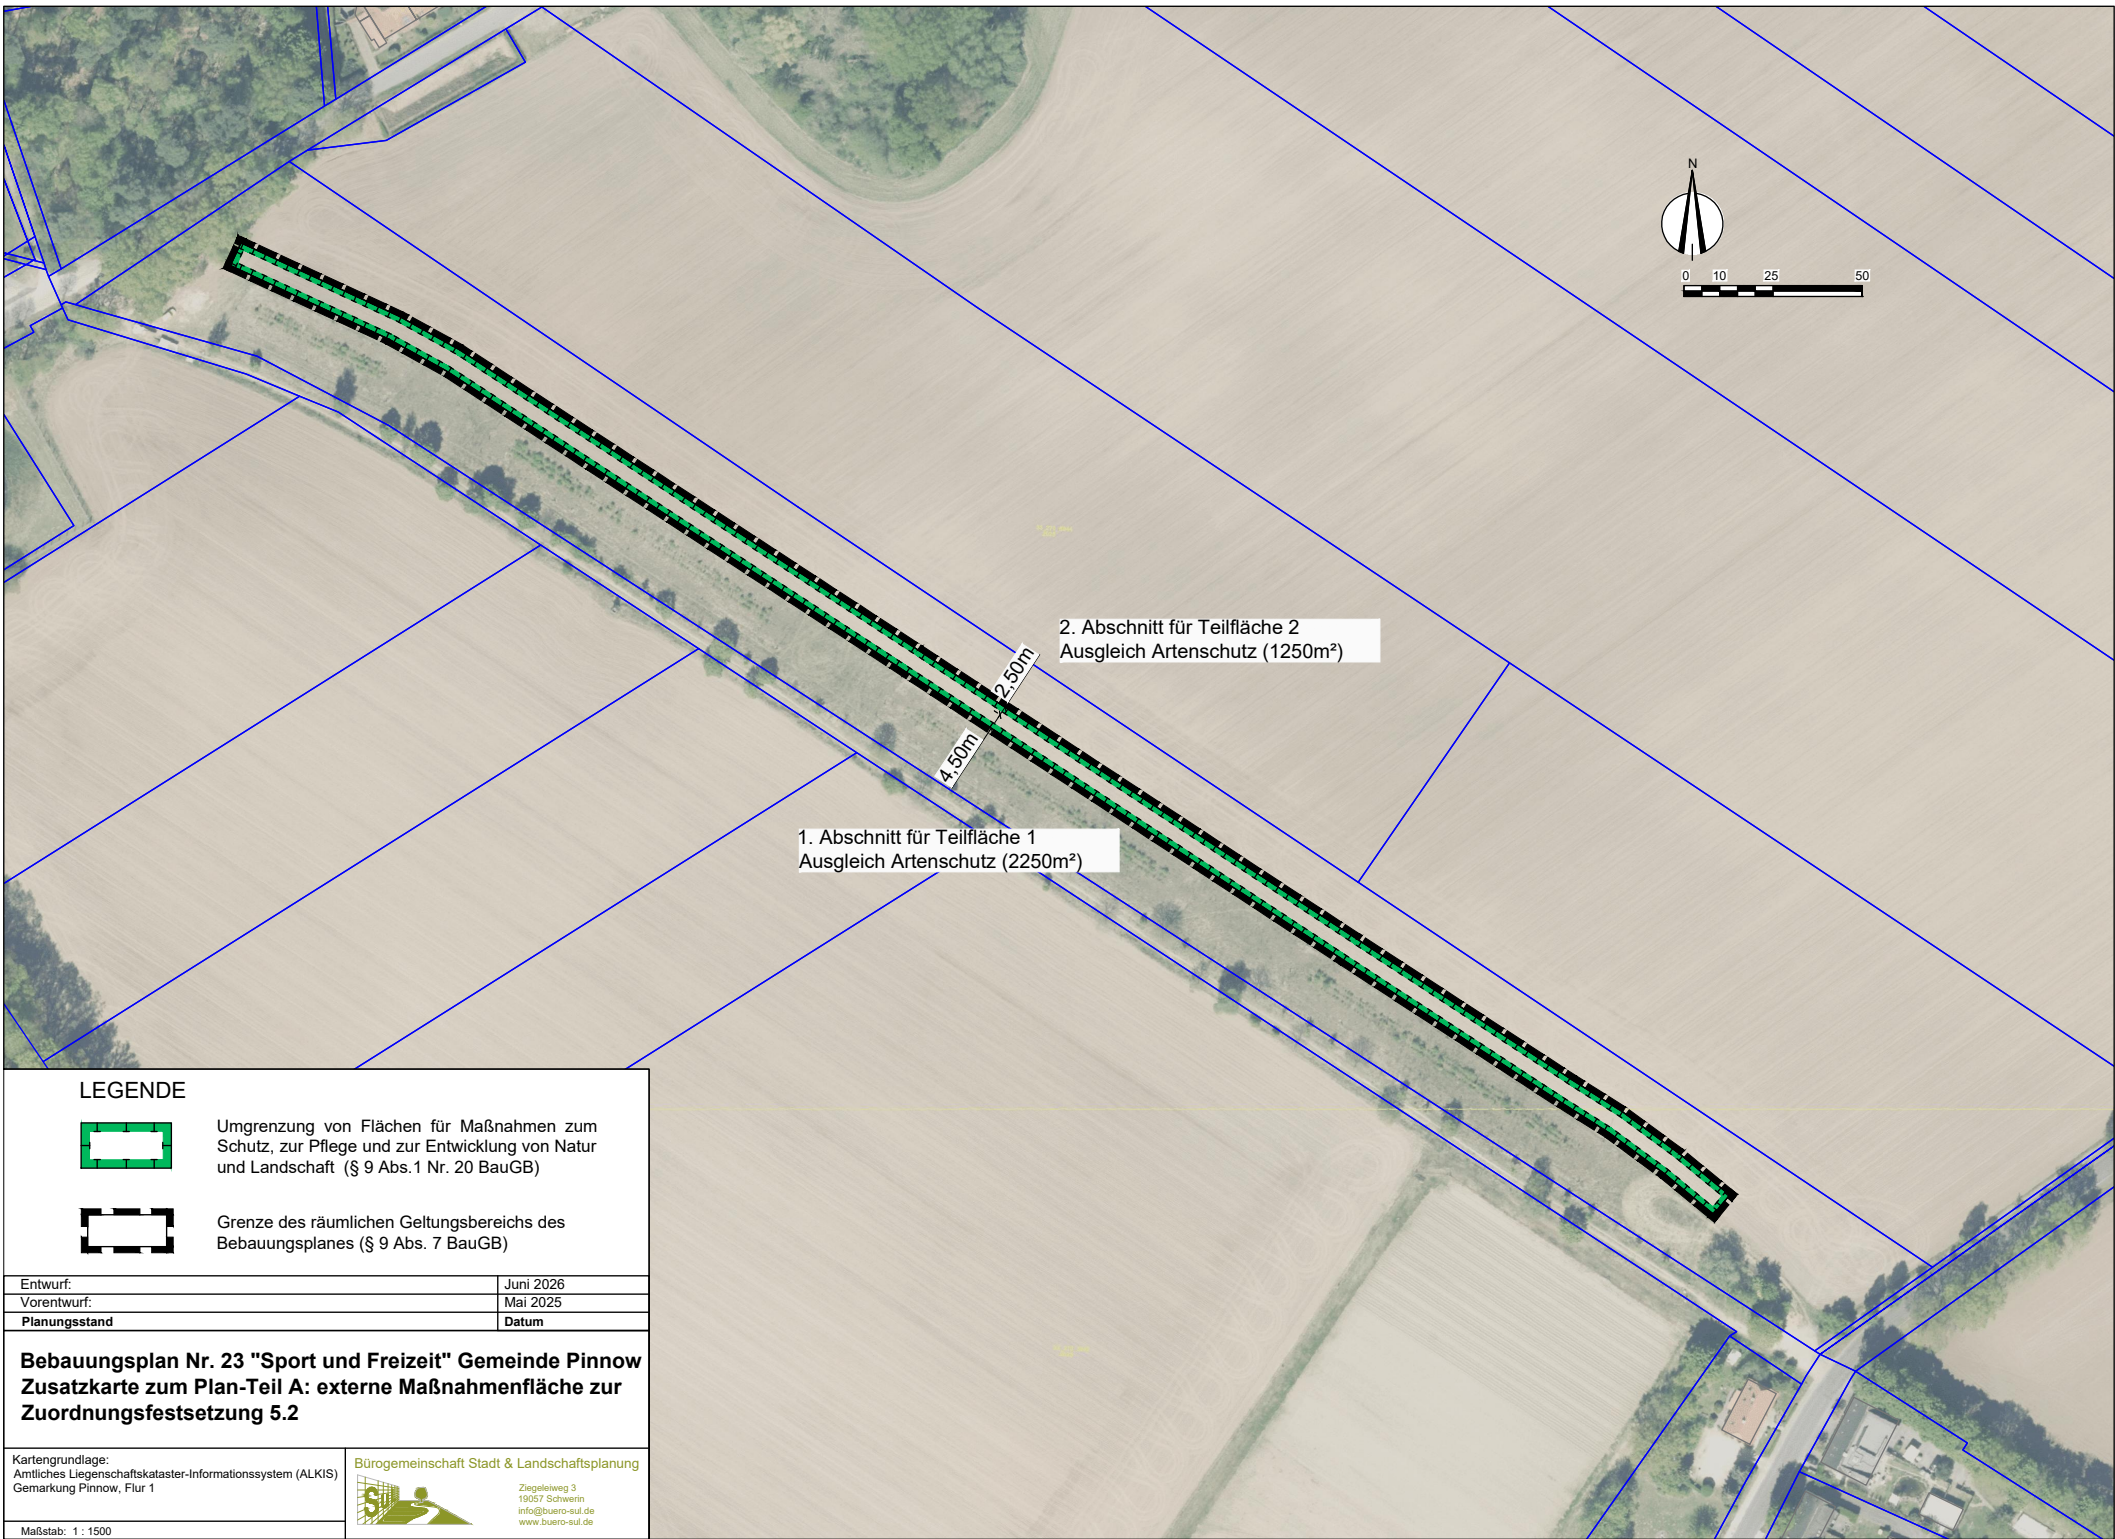 N
0 10 25 50
2. Abschnitt für Teilfläche 2
Ausgleich Artenschutz (1250m²)
2,50m
4,50m
1. Abschnitt für Teilfläche 1
Ausgleich Artenschutz (2250m²)
LEGENDE
Umgrenzung von Flächen für Maßnahmen zum
Schutz, zur Pflege und zur Entwicklung von Natur
und Landschaft (§ 9 Abs.1 Nr. 20 BauGB)
Grenze des räumlichen Geltungsbereichs des
Bebauungsplanes (§ 9 Abs. 7 BauGB)
Entwurf: Juni 2026
Vorentwurf: Mai 2025
Planungsstand Datum
Bebauungsplan Nr. 23 "Sport und Freizeit" Gemeinde Pinnow
Zusatzkarte zum Plan-Teil A: externe Maßnahmenfläche zur
Zuordnungsfestsetzung 5.2
Kartengrundlage:
Amtliches Liegenschaftskataster-Informationssystem (ALKIS)
Gemarkung Pinnow, Flur 1
Maßstab: 1 : 1500
Bürogemeinschaft Stadt & Landschaftsplanung
SuL
Ziegeleiweg 3
19057 Schwerin
info@buero-sul.de
www.buero-sul.de